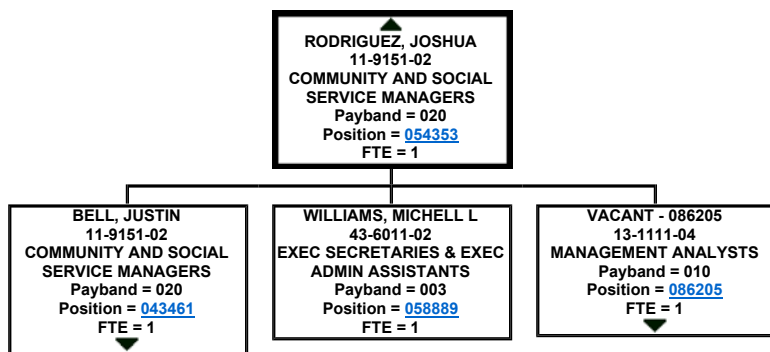 RODRIGUEZ, JOSHUA
11-9151-02
COMMUNITY AND SOCIAL
SERVICE MANAGERS
Payband = 020
Position = 054353
FTE = 1
BELL, JUSTIN
11-9151-02
COMMUNITY AND SOCIAL
SERVICE MANAGERS
Payband = 020
Position = 043461
FTE = 1
WILLIAMS, MICHELL L
43-6011-02
EXEC SECRETARIES & EXEC
ADMIN ASSISTANTS
Payband = 003
Position = 058889
FTE = 1
VACANT - 086205
13-1111-04
MANAGEMENT ANALYSTS
Payband = 010
Position = 086205
FTE = 1